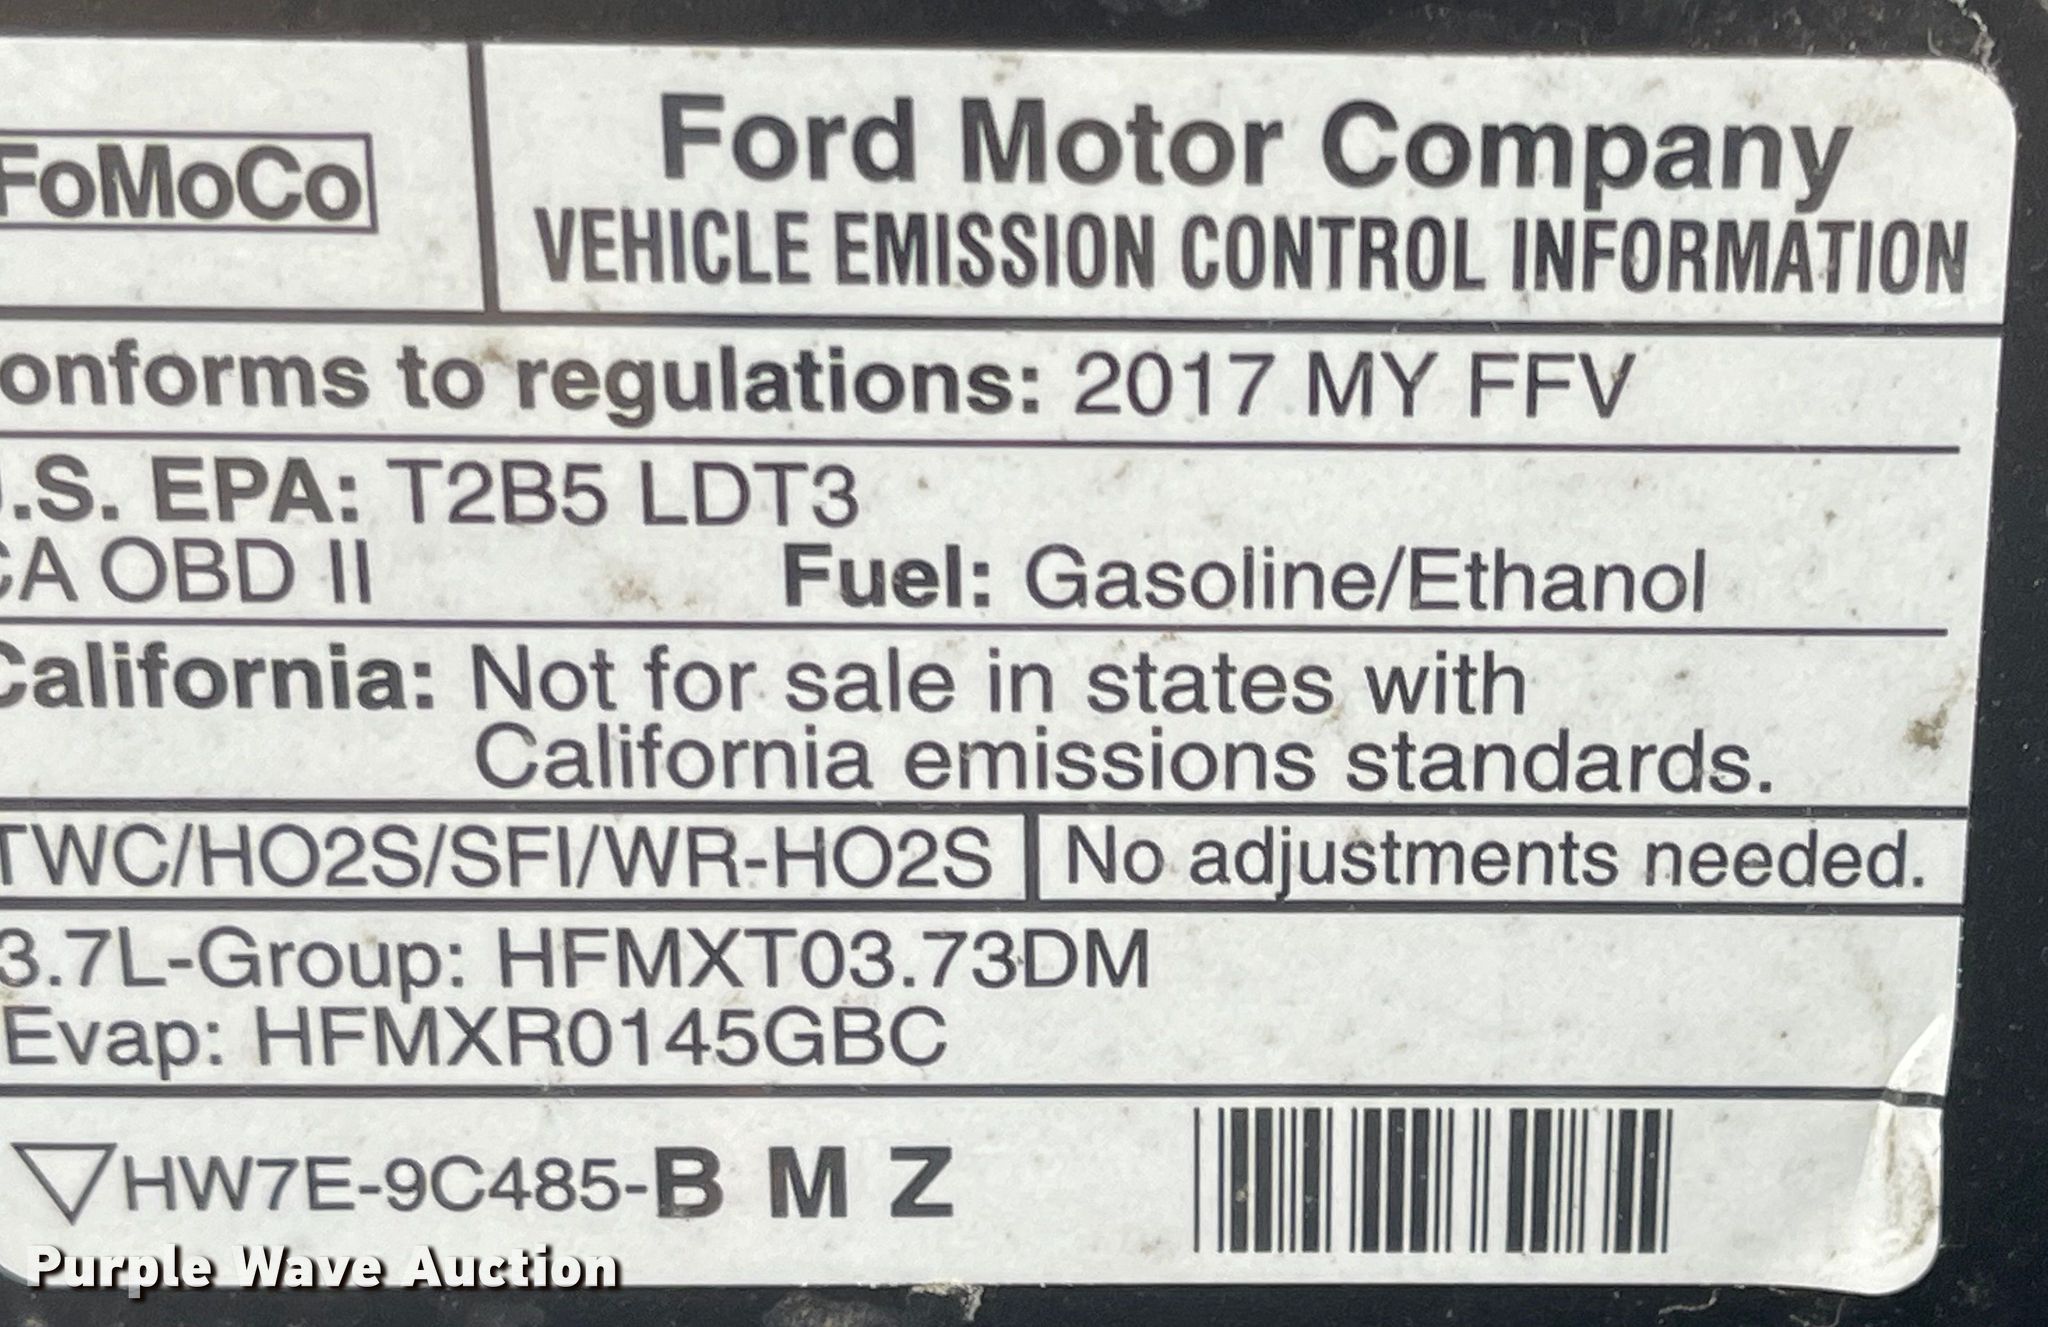 FoMoCo
Ford Motor Company
VEHICLE EMISSION CONTROL INFORMATION
onforms to regulations: 2017 MY FFV
.S. EPA: T2B5 LDT3
CA OBD II
Fuel: Gasoline/Ethanol
California: Not for sale in states with
California emissions standards.
TWC/HO2S/SFI/WR-HO2S
No adjustments needed.
3.7L-Group: HFMXT03.73DM
Evap: HFMXR0145GBC
HW7E-9C485-B M Z
Purple Wave Auction